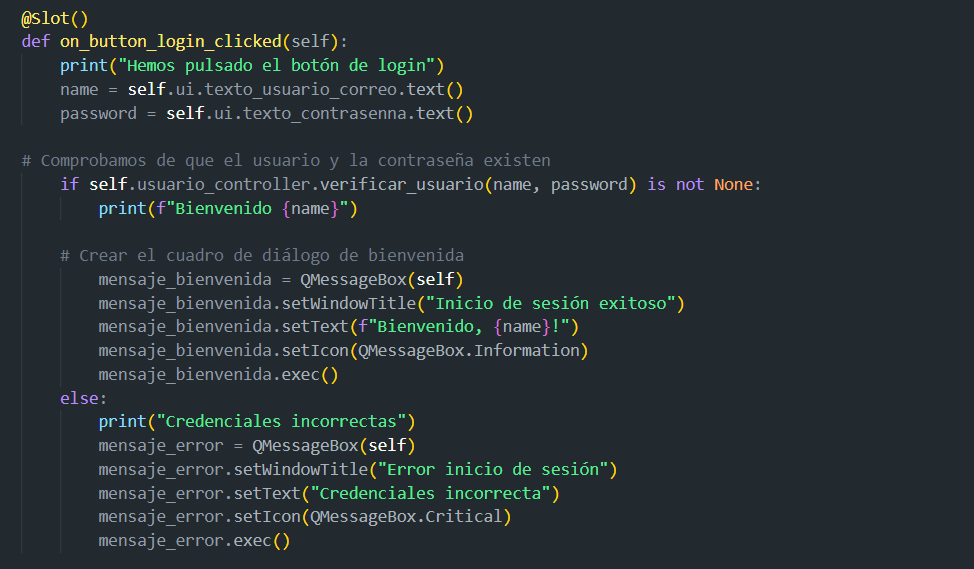 @Slot()
def on_button_login_clicked(self):
    print("Hemos pulsado el botón de login")
    name = self.ui.texto_usuario_correo.text()
    password = self.ui.texto_contrasenna.text()

# Comprobamos de que el usuario y la contraseña existen
    if self.usuario_controller.verificar_usuario(name, password) is not None:
        print(f"Bienvenido {name}")

    # Crear el cuadro de diálogo de bienvenida
        mensaje_bienvenida = QMessageBox(self)
        mensaje_bienvenida.setWindowTitle("Inicio de sesión exitoso")
        mensaje_bienvenida.setText(f"Bienvenido, {name}!")
        mensaje_bienvenida.setIcon(QMessageBox.Information)
        mensaje_bienvenida.exec()
    else:
        print("Credenciales incorrectas")
        mensaje_error = QMessageBox(self)
        mensaje_error.setWindowTitle("Error inicio de sesión")
        mensaje_error.setText("Credenciales incorrecta")
        mensaje_error.setIcon(QMessageBox.Critical)
        mensaje_error.exec()